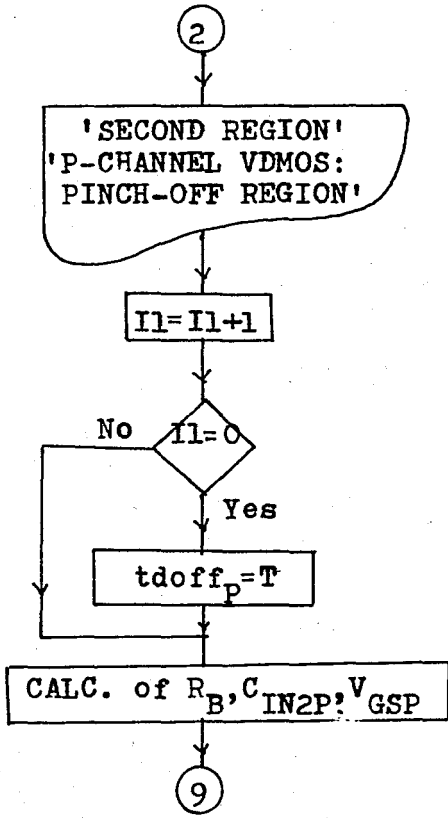 2
'SECOND REGION'
'P-CHANNEL VDMOS:
PINCH-OFF REGION'
I1=I1+1
I1=0
No
Yes
tdoffP=T
CALC. of RB,CIN2P,VGSP
9